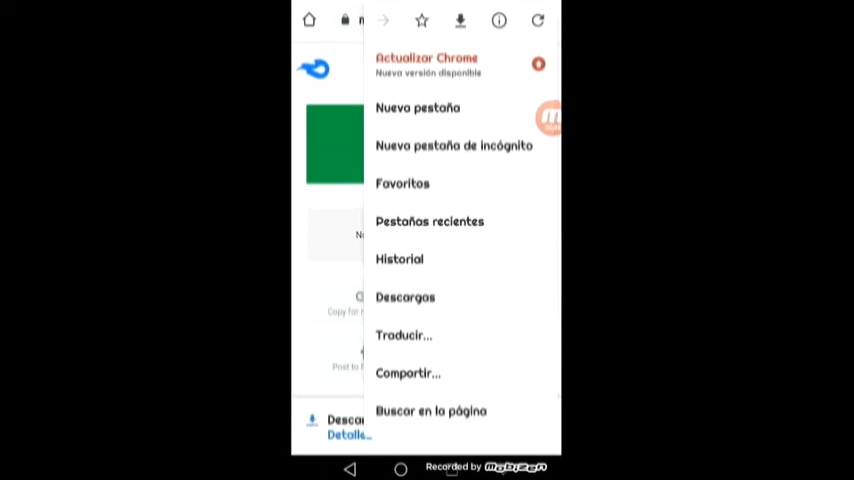 Actualizar Chrome
Nueva versión disponible
Nueva pestaña
Nueva pestaña de incógnito
Favoritos
Pestañas recientes
Historial
Descargas
Traducir...
Compartir...
Buscar en la página
Copy for
Post to
Detalle...
Recorded by mobizen